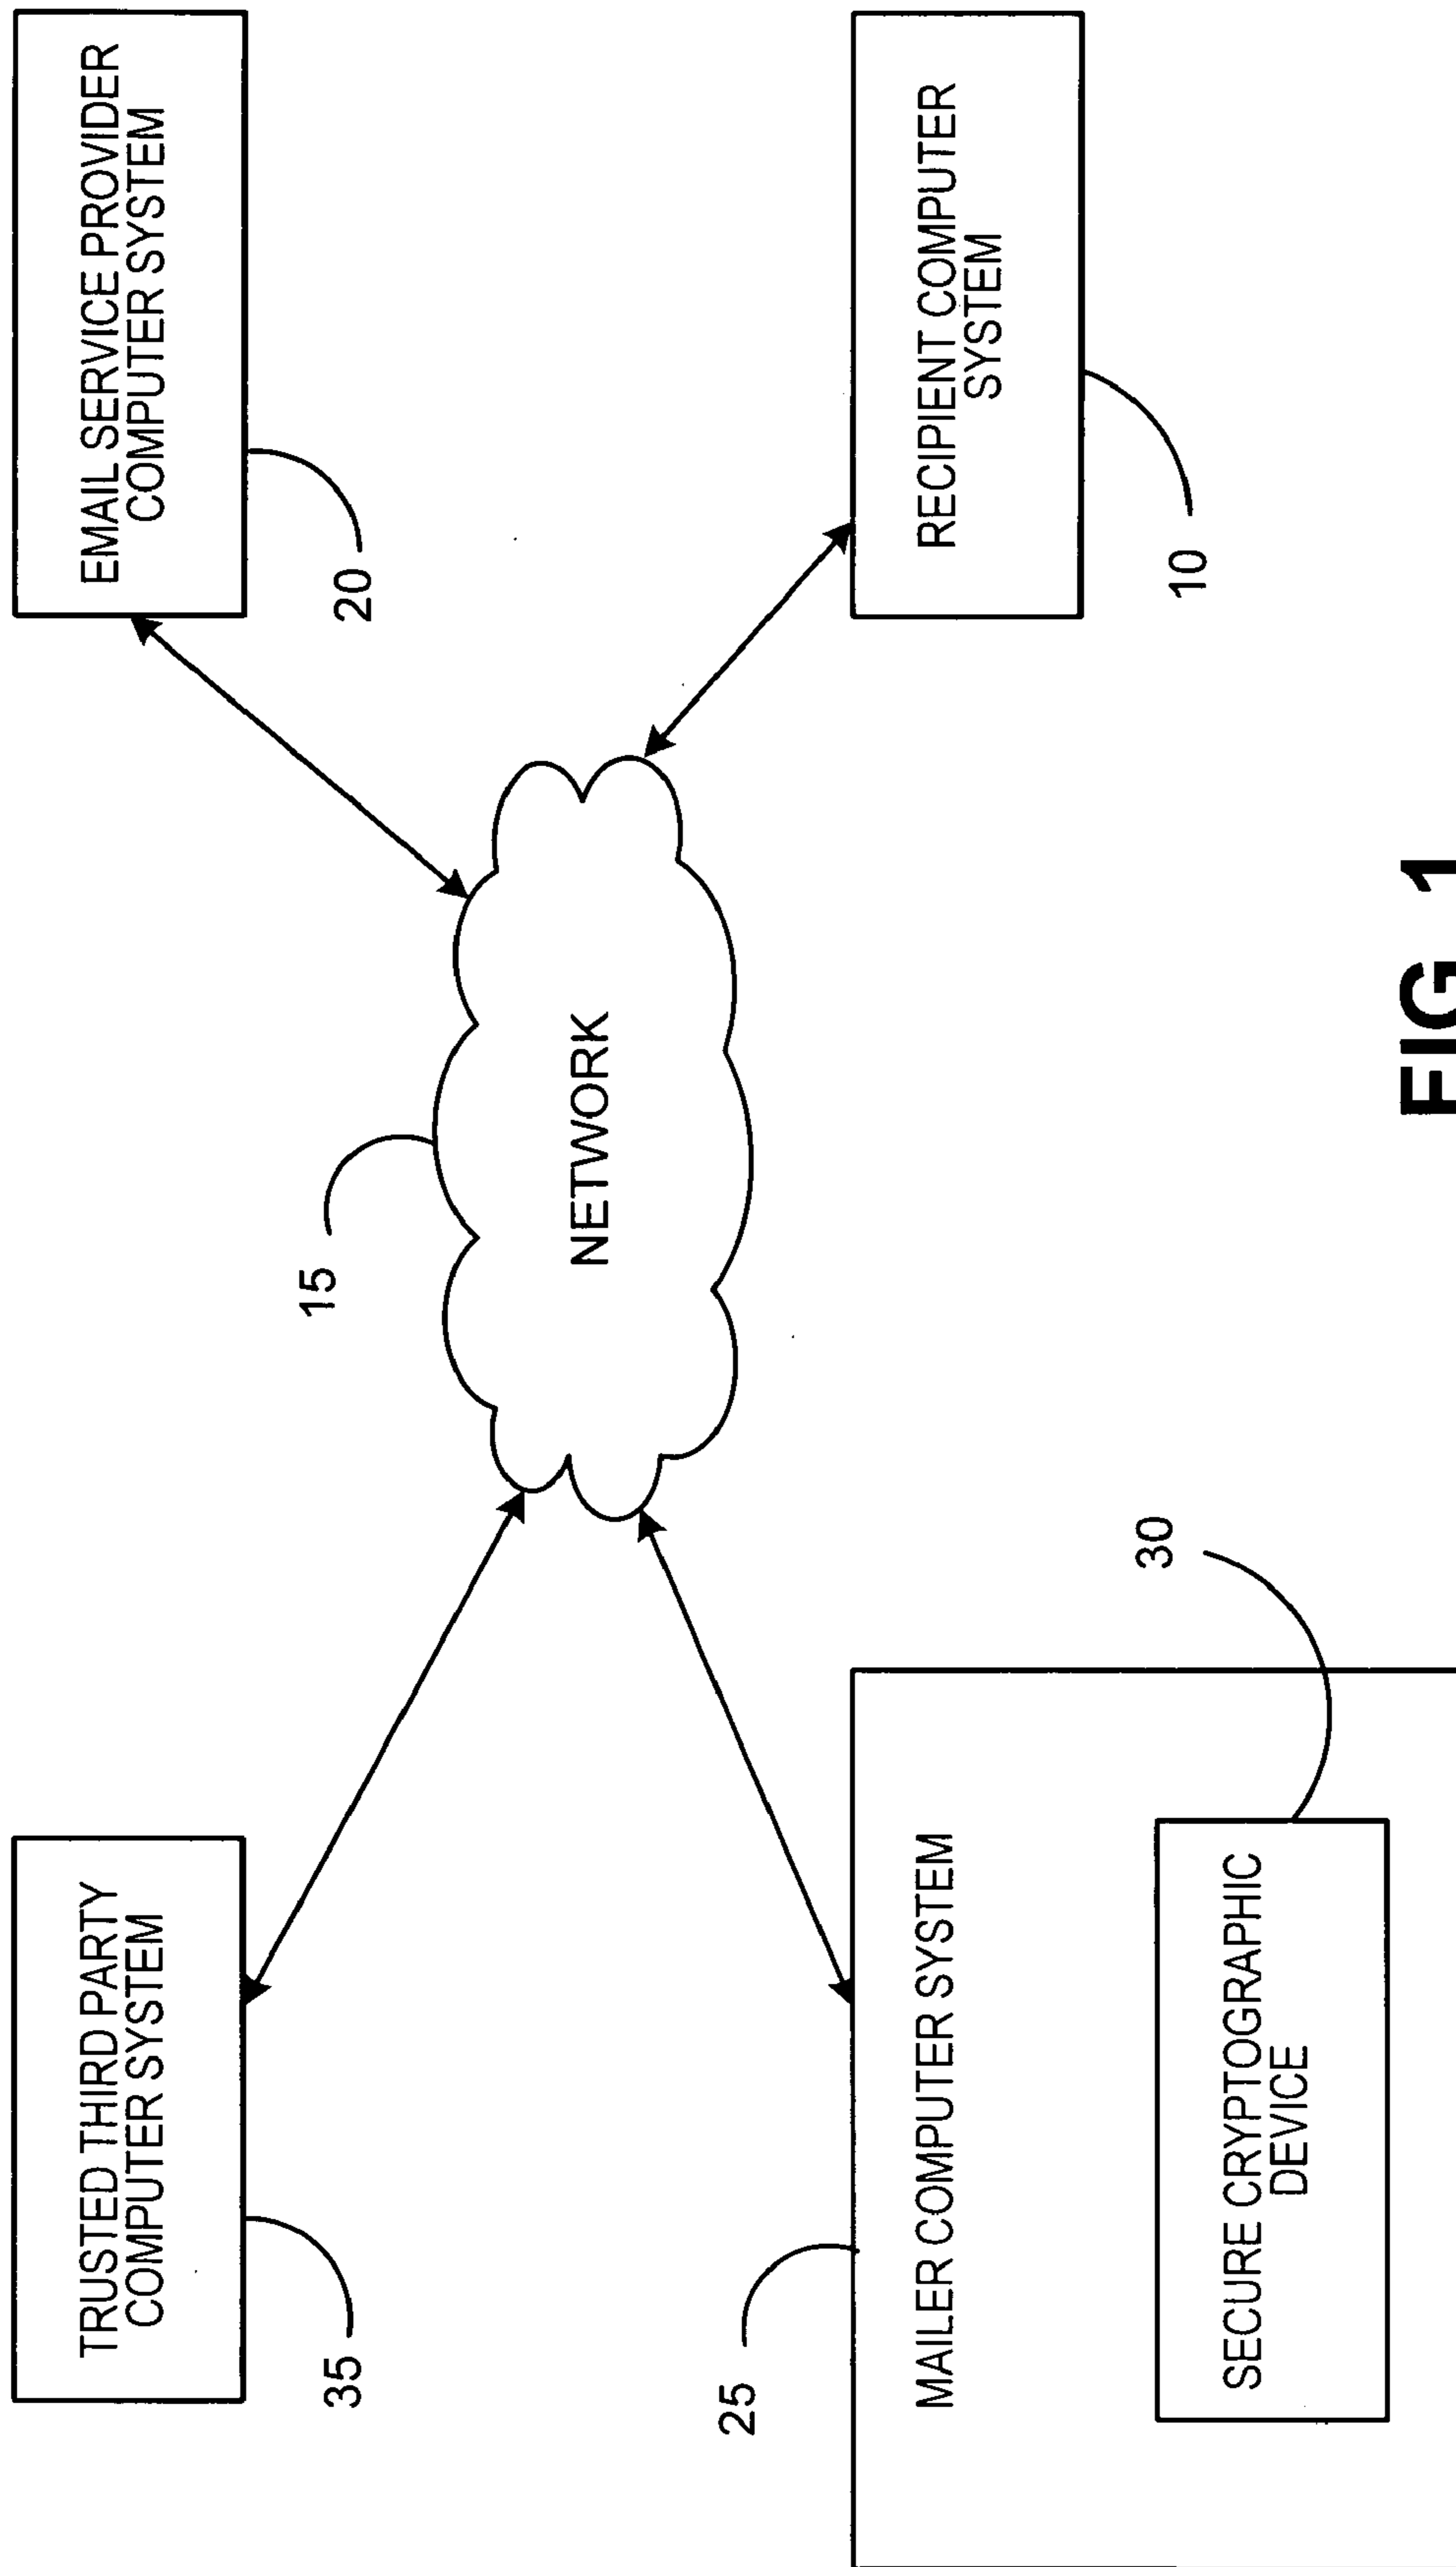 TRUSTED THIRD PARTY
COMPUTER SYSTEM
35
EMAIL SERVICE PROVIDER
COMPUTER SYSTEM
20
15
NETWORK
25
MAILER COMPUTER SYSTEM
30
SECURE CRYPTOGRAPHIC
DEVICE
RECIPIENT COMPUTER
SYSTEM
10
FIG. 1